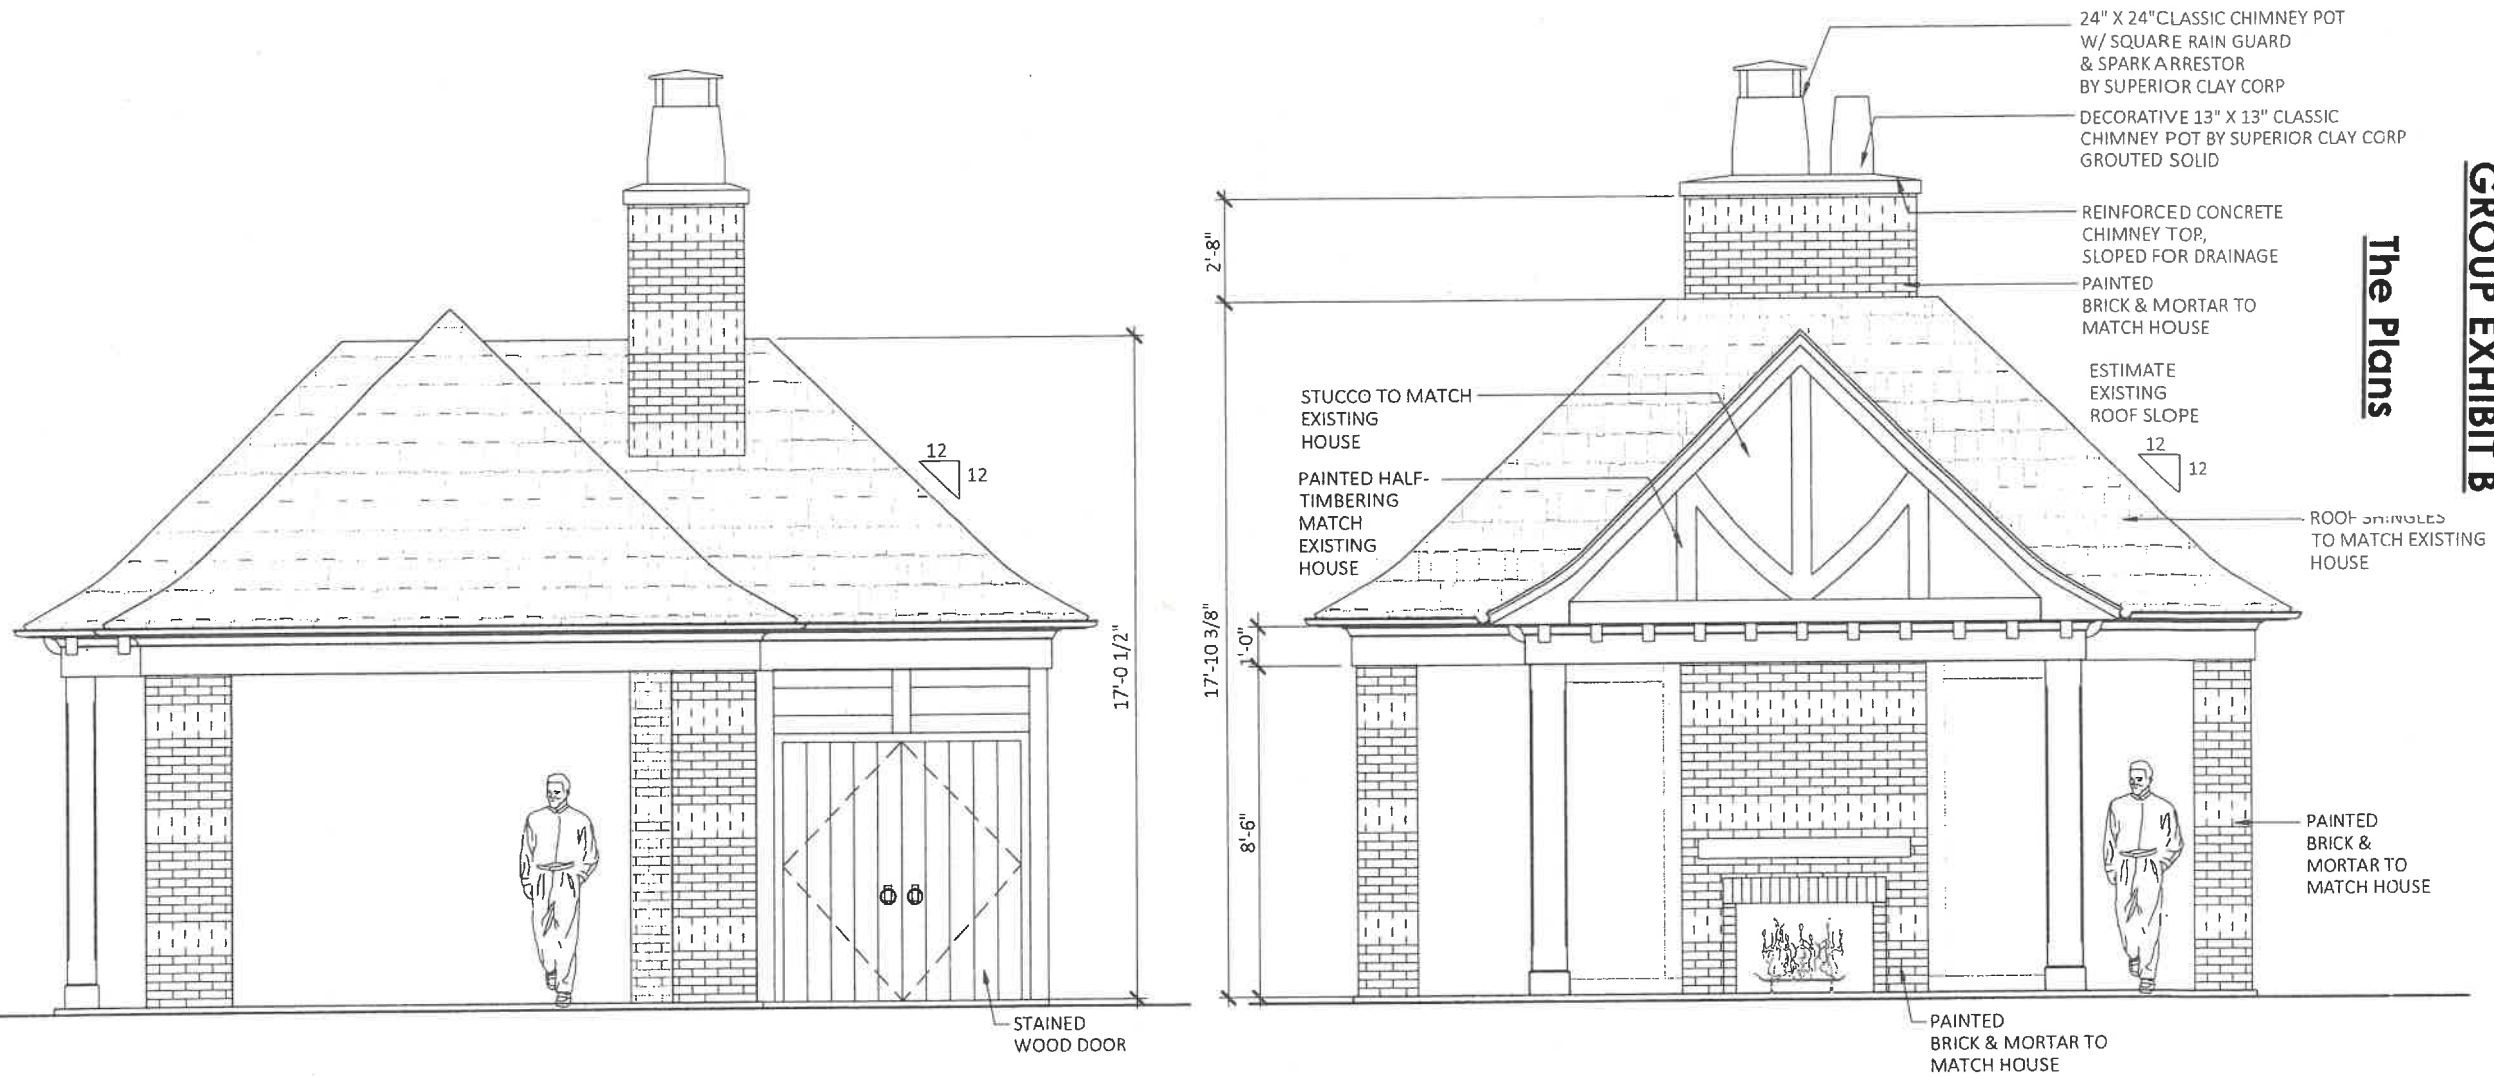 GROUP EXHIBIT B
The Plans
24" X 24" CLASSIC CHIMNEY POT
W/ SQUARE RAIN GUARD
& SPARK ARRESTOR
BY SUPERIOR CLAY CORP
DECORATIVE 13" X 13" CLASSIC
CHIMNEY POT BY SUPERIOR CLAY CORP
GROUTED SOLID
REINFORCED CONCRETE
CHIMNEY TOP,
SLOPED FOR DRAINAGE
PAINTED
BRICK & MORTAR TO
MATCH HOUSE
ESTIMATE
EXISTING
ROOF SLOPE
12
12
ROOF SHINGLES
TO MATCH EXISTING
HOUSE
STUCCO TO MATCH
EXISTING
HOUSE
PAINTED HALF-
TIMBERING
MATCH
EXISTING
HOUSE
12
12
2'-8"
17'-10 3/8"
1'-0"
8'-6"
17'-0 1/2"
PAINTED
BRICK &
MORTAR TO
MATCH HOUSE
STAINED
WOOD DOOR
PAINTED
BRICK & MORTAR TO
MATCH HOUSE